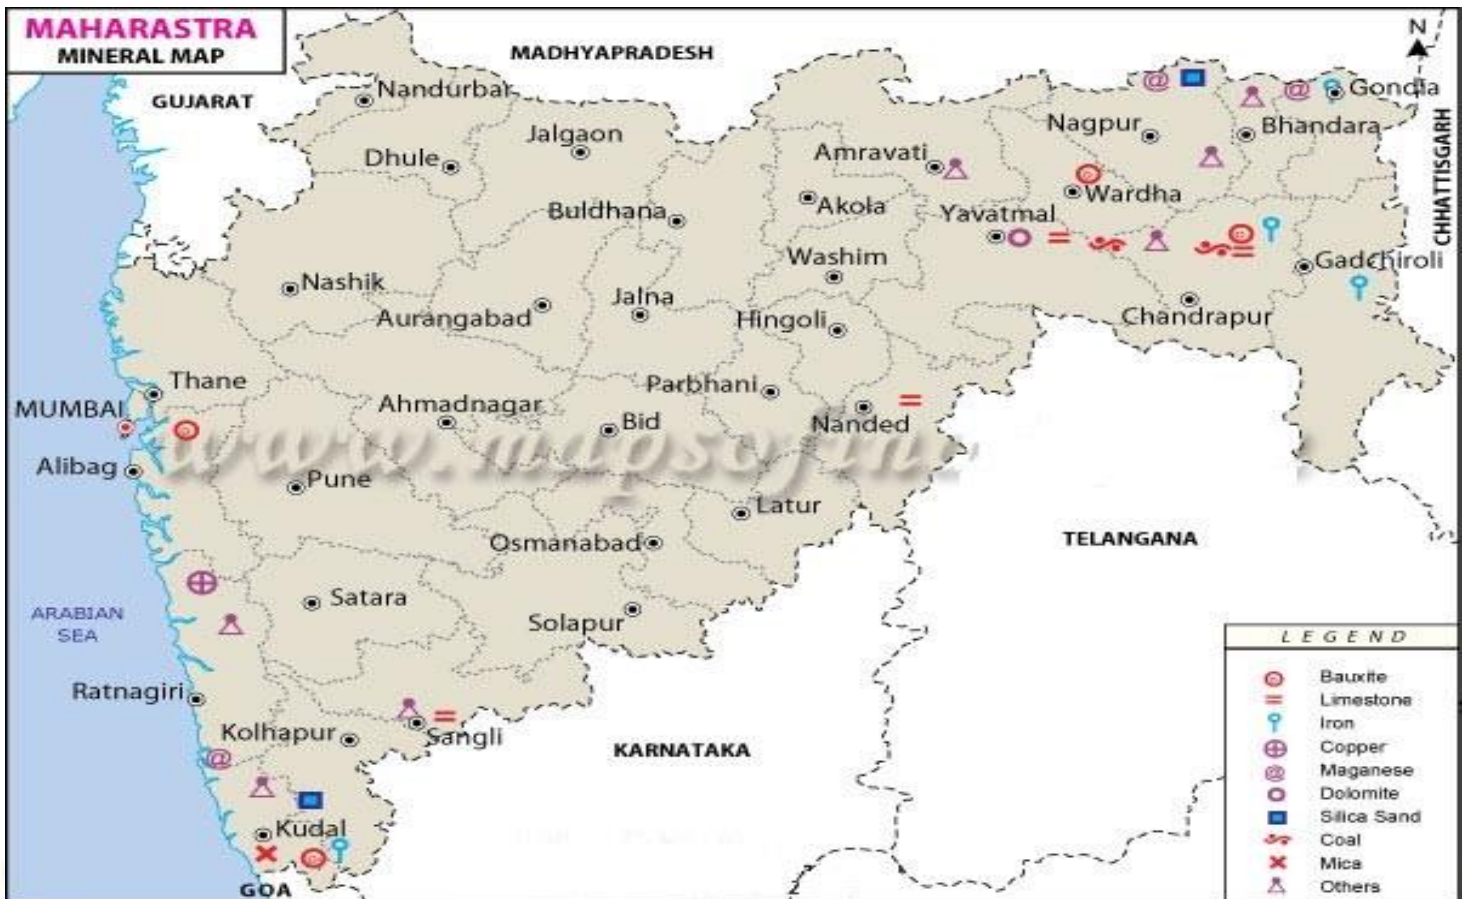 MAHARASTRA
MINERAL MAP
N
MADHYAPRADESH
GUJARAT
Nandurbar
Jalgaon
Dhule
Amravati
Nagpur
Gondia
Bhandara
CHHATTISGARH
Buldhana
Akola
Yavatmal
Wardha
Washim
Gadchiroli
Nashik
Jalna
Aurangabad
Hingoli
Chandrapur
Thane
Parbhani
MUMBAI
Ahmadnagar
Bid
Nanded
www.mapsofin
Alibag
Pune
Latur
Osmanabad
TELANGANA
ARABIAN
SEA
Satara
Solapur
Ratnagiri
Kolhapur
Sangli
KARNATAKA
Kudal
GOA
LEGEND
Bauxite
Limestone
Iron
Copper
Maganese
Dolomite
Silica Sand
Coal
Mica
Others